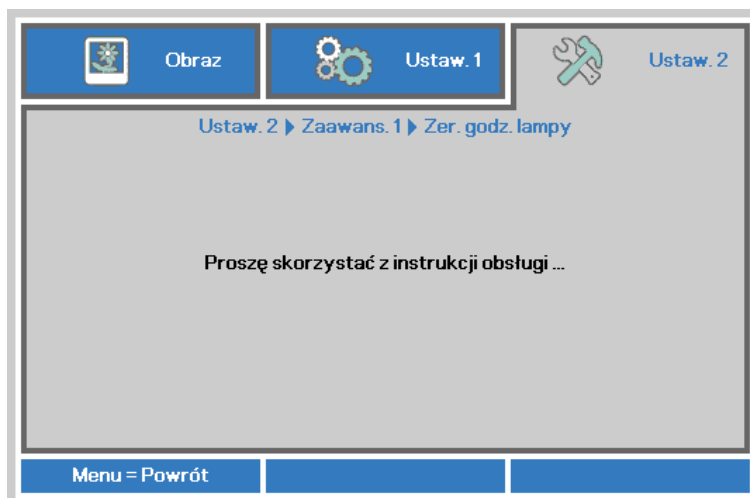 Obraz
Ustaw. 1
Ustaw. 2
Ustaw. 2 Zaawans. 1 Zer. godz. lampy
Proszę skorzystać z instrukcji obsługi ...
Menu = Powrót